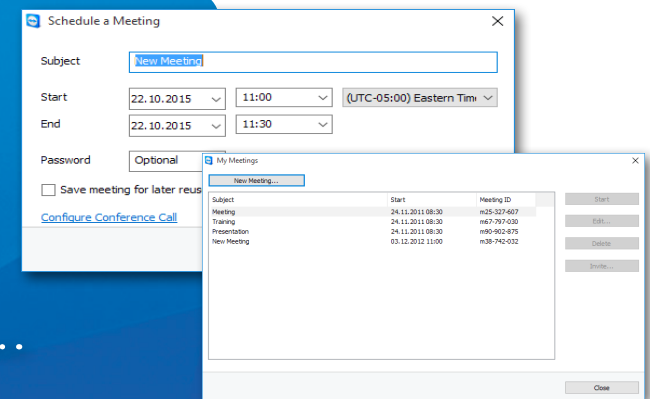 Schedule a Meeting
Subject New Meeting
Start 22.10.2015 11:00 (UTC-05:00) Eastern Tim
End 22.10.2015 11:30
Password Optional
Save meeting for later reus
Configure Conference Call
My Meetings
New Meeting...
Subject Start Meeting ID
Meeting 24.11.2011 08:30 m25-327-607
Training 24.11.2011 08:30 m67-797-030
Presentation 24.11.2011 08:30 m90-902-875
New Meeting 03.12.2012 11:00 m38-742-032
Start
Edit...
Delete
Invite...
Close
..